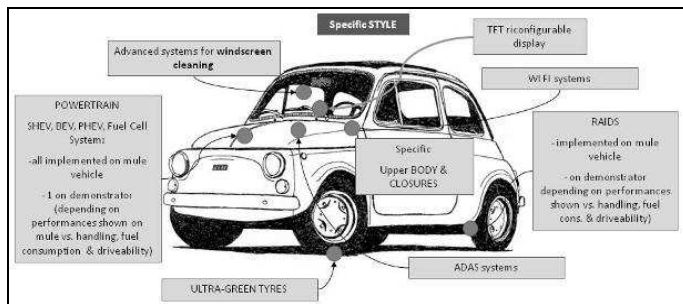 Specific STYLE
Advanced systems for windscreen
cleaning
TFT riconfigurable
display
WI FI systems
POWERTRAIN
SHEV, BEV, PHEV, Fuel Cell
Systems
-all implemented on mule
vehicle
- 1 on demonstrator
(depending on
performances shown on
mule vs. handling, fuel
consumption & driveability)
Specific
Upper BODY &
CLOSURES
RAIDS
- implemented on mule
vehicle
- on demonstrator
depending on performances
shown vs. handling, fuel
cons. & driveability)
ADAS systems
ULTRA-GREEN TYRES